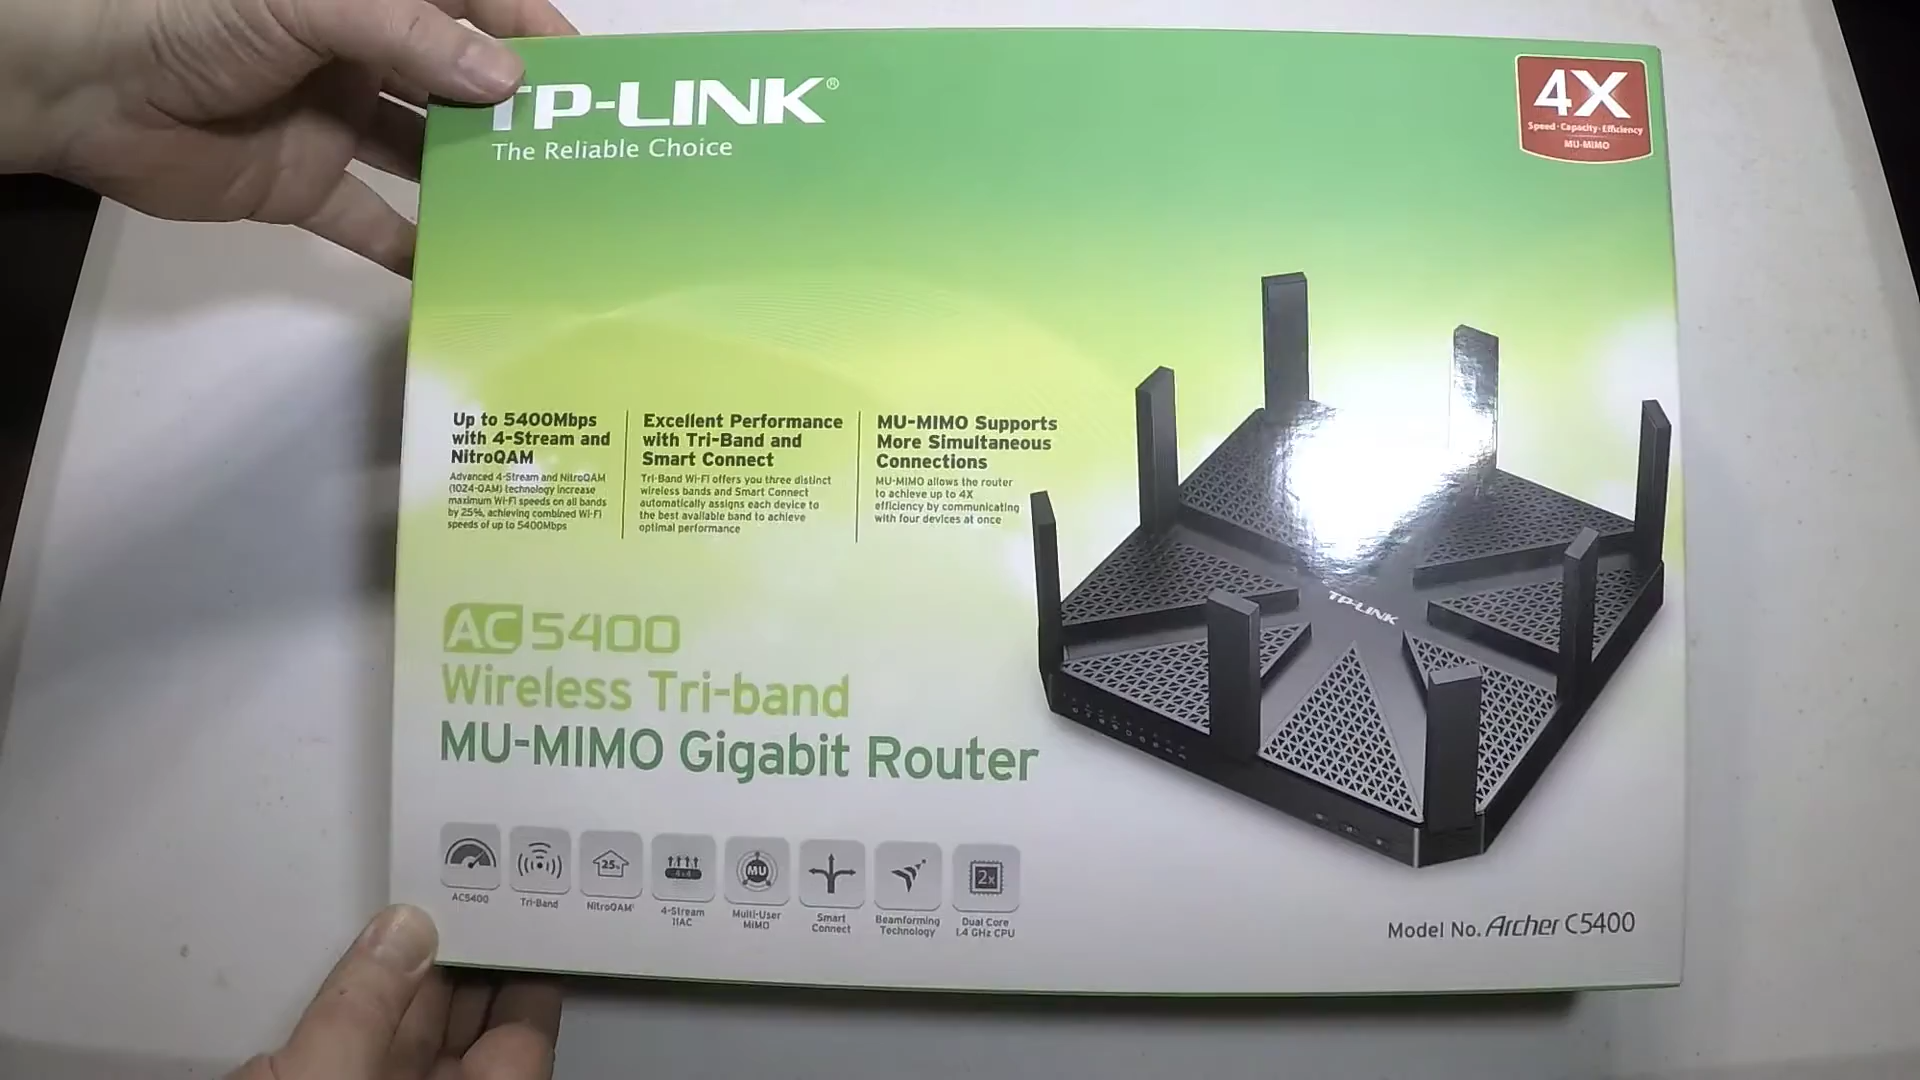 TP-LINK®
The Reliable Choice
4X
Speed · Capacity · Efficiency
MU-MIMO
Up to 5400Mbps
with 4-Stream and
NitroQAM
Advanced 4-Stream and NitroQAM
(1024-QAM) technology increase
maximum Wi-Fi speeds on all bands
by 25%, achieving combined Wi-Fi
speeds of up to 5400Mbps
Excellent Performance
with Tri-Band and
Smart Connect
Tri-Band Wi-Fi offers you three distinct
wireless bands and Smart Connect
automatically assigns each device to
the best available band to achieve
optimal performance
MU-MIMO Supports
More Simultaneous
Connections
MU-MIMO allows the router
to achieve up to 4X
efficiency by communicating
with four devices at once
TP-LINK
AC5400
Wireless Tri-band
MU-MIMO Gigabit Router
25%
4×4
MU
2x
AC5400
Tri-Band
NitroQAM
4-Stream
11AC
Multi-User
MIMO
Smart
Connect
Beamforming
Technology
Dual Core
1.4 GHz CPU
Model No. Archer C5400